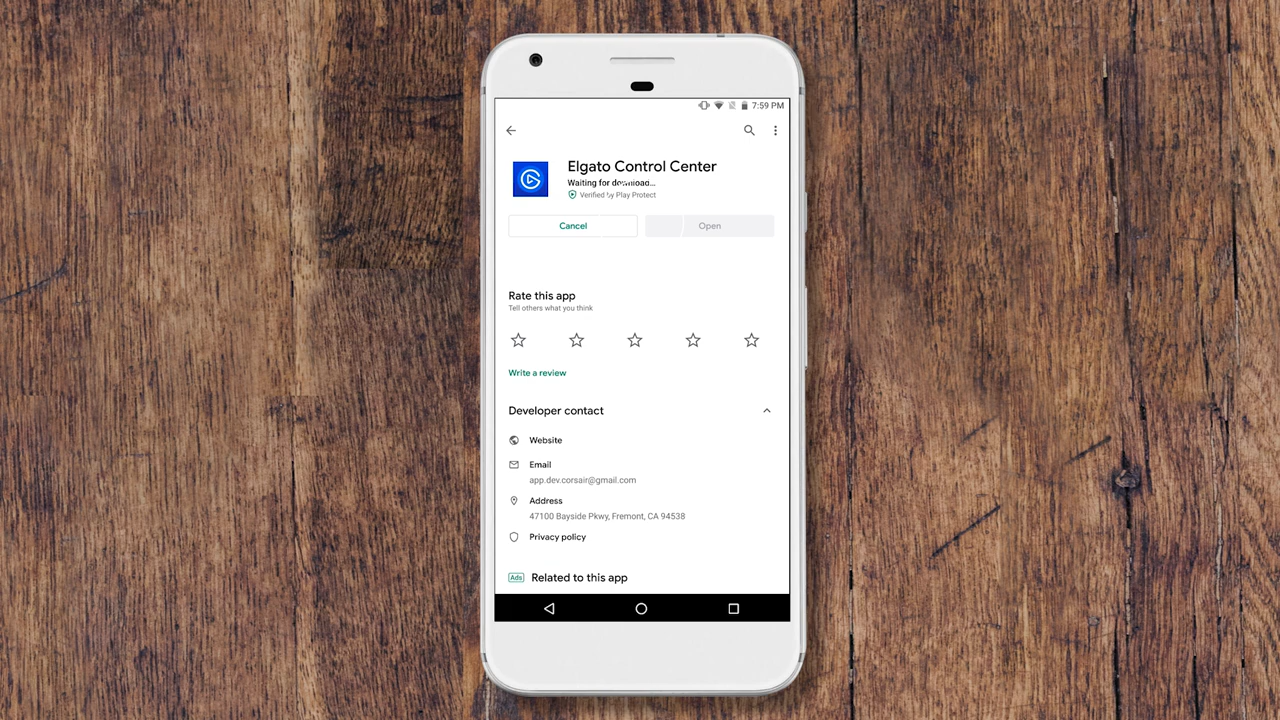 7:59 PM
Elgato Control Center
Waiting for download...
Verified by Play Protect
Cancel
Open
Rate this app
Tell others what you think
Write a review
Developer contact
Website
Email
app.dev.corsair@gmail.com
Address
47100 Bayside Pkwy, Fremont, CA 94538
Privacy policy
Ads Related to this app